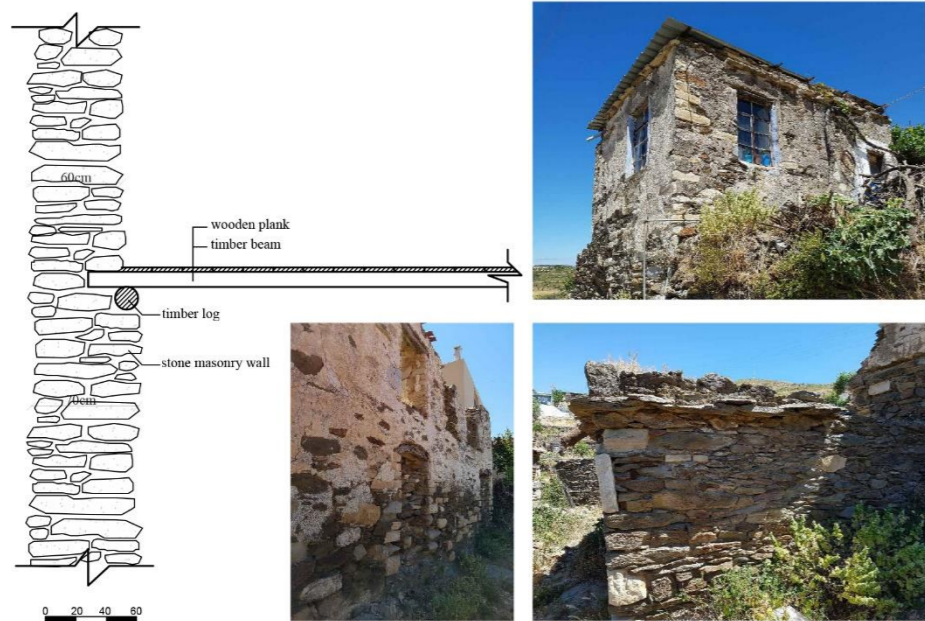 60cm
wooden plank
timber beam
timber log
stone masonry wall
70cm
0 20 40 60